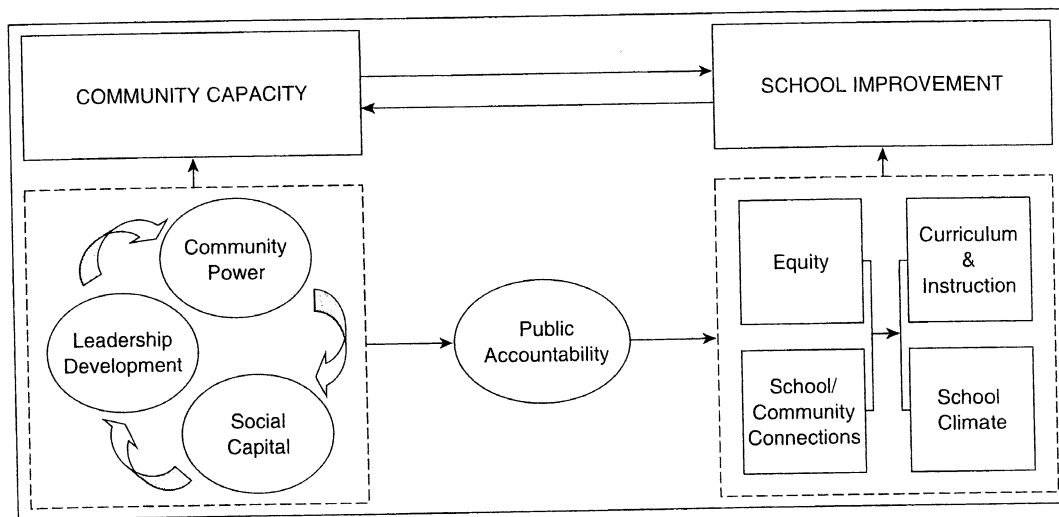 COMMUNITY CAPACITY
SCHOOL IMPROVEMENT
Community
Power
Leadership
Development
Social
Capital
Public
Accountability
Equity
School/
Community
Connections
Curriculum
&
Instruction
School
Climate